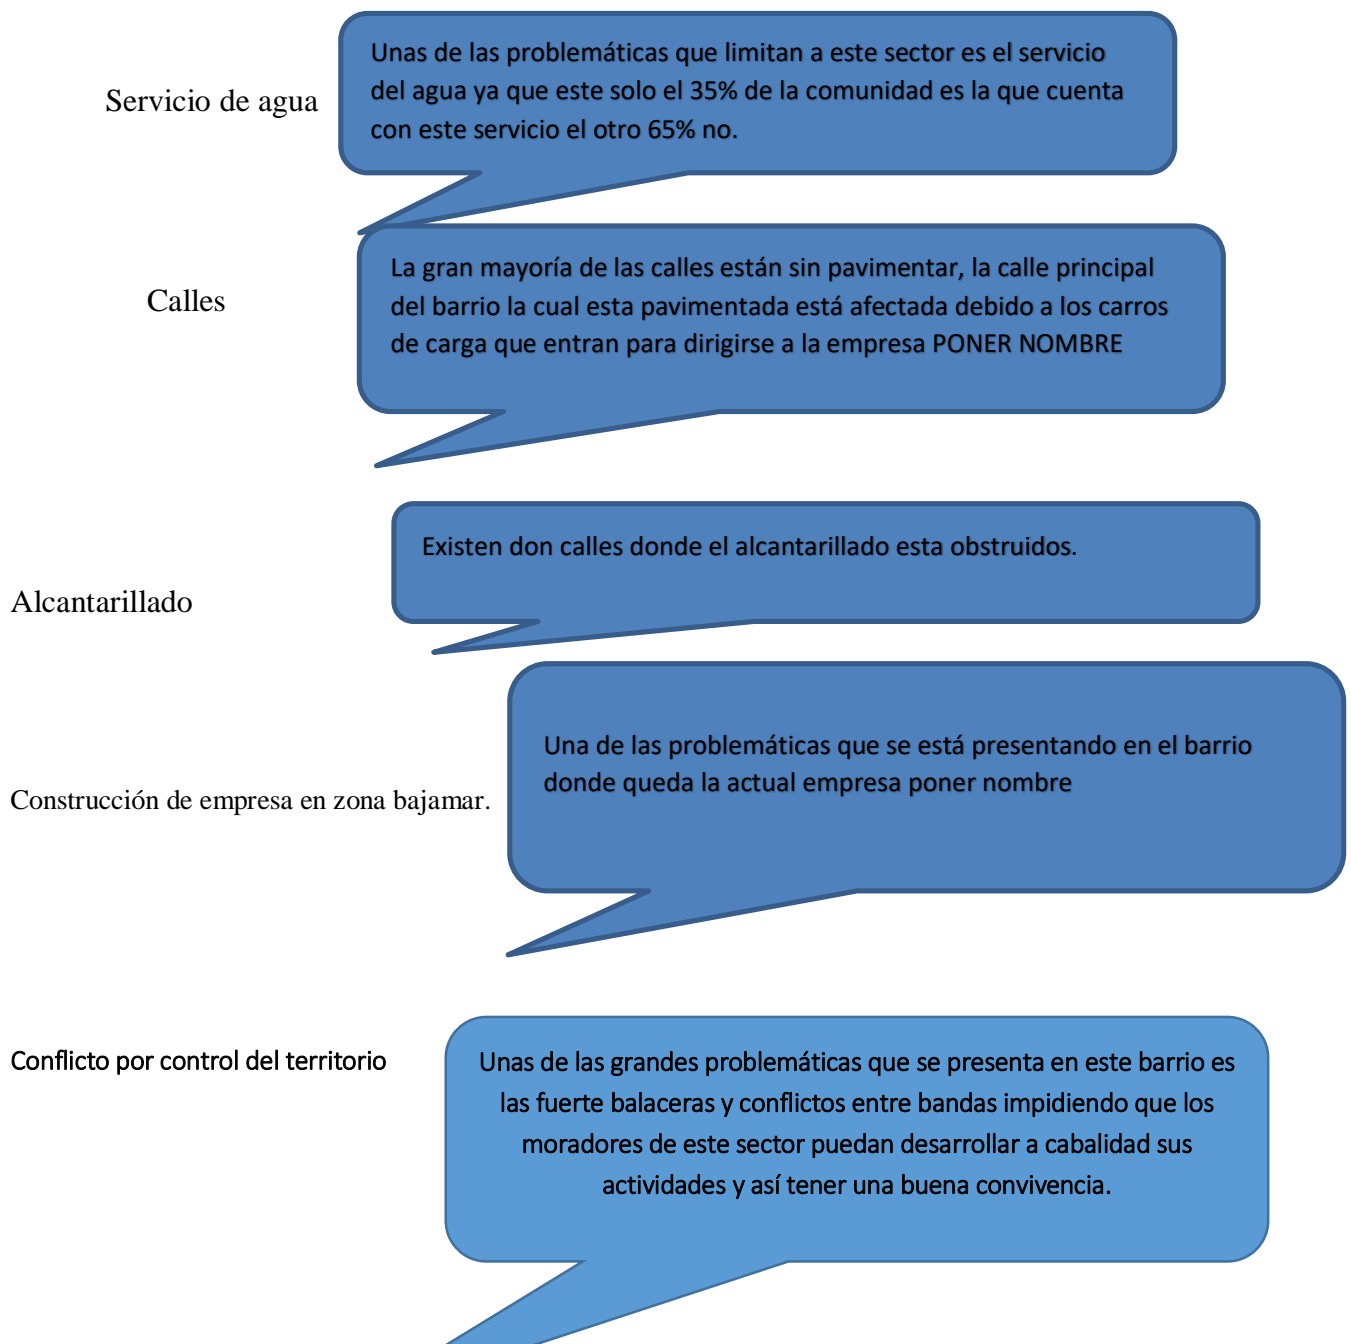 Servicio de agua
Unas de las problemáticas que limitan a este sector es el servicio
del agua ya que este solo el 35% de la comunidad es la que cuenta
con este servicio el otro 65% no.
Calles
La gran mayoría de las calles están sin pavimentar, la calle principal
del barrio la cual esta pavimentada está afectada debido a los carros
de carga que entran para dirigirse a la empresa PONER NOMBRE
Alcantarillado
Existen don calles donde el alcantarillado esta obstruidos.
Construcción de empresa en zona bajamar.
Una de las problemáticas que se está presentando en el barrio
donde queda la actual empresa poner nombre
Conflicto por control del territorio
Unas de las grandes problemáticas que se presenta en este barrio es
las fuerte balaceras y conflictos entre bandas impidiendo que los
moradores de este sector puedan desarrollar a cabalidad sus
actividades y así tener una buena convivencia.